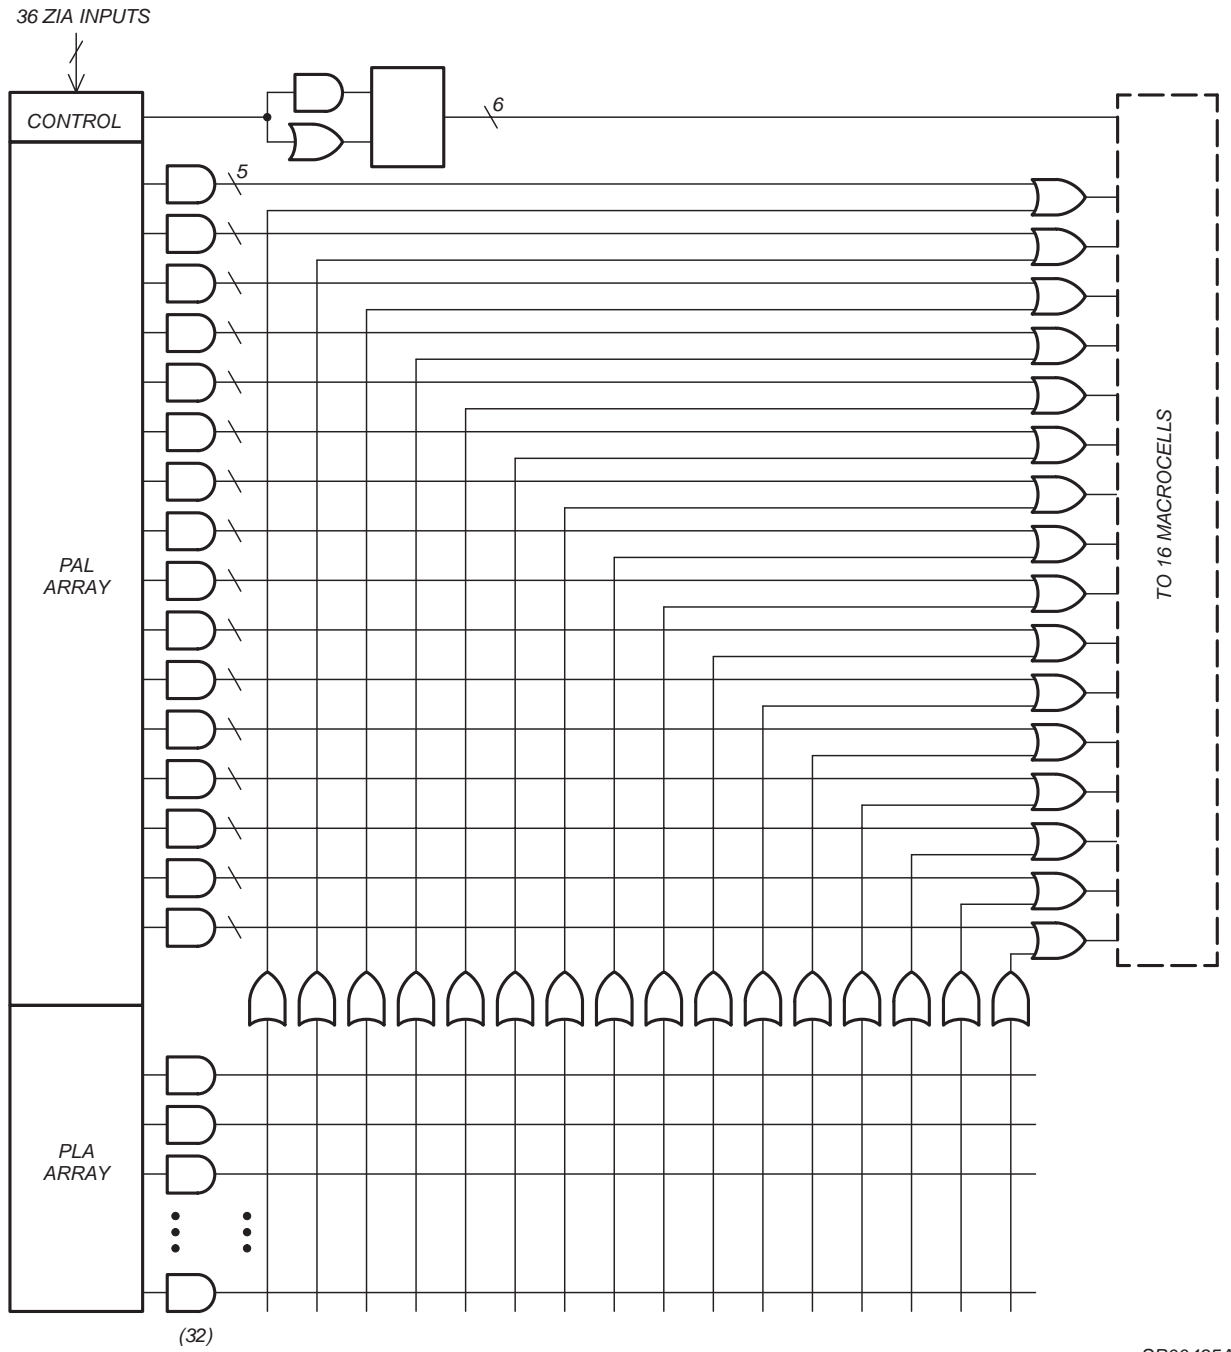 36 ZIA INPUTS
CONTROL
6
5
PAL
ARRAY
TO 16 MACROCELLS
PLA
ARRAY
(32)